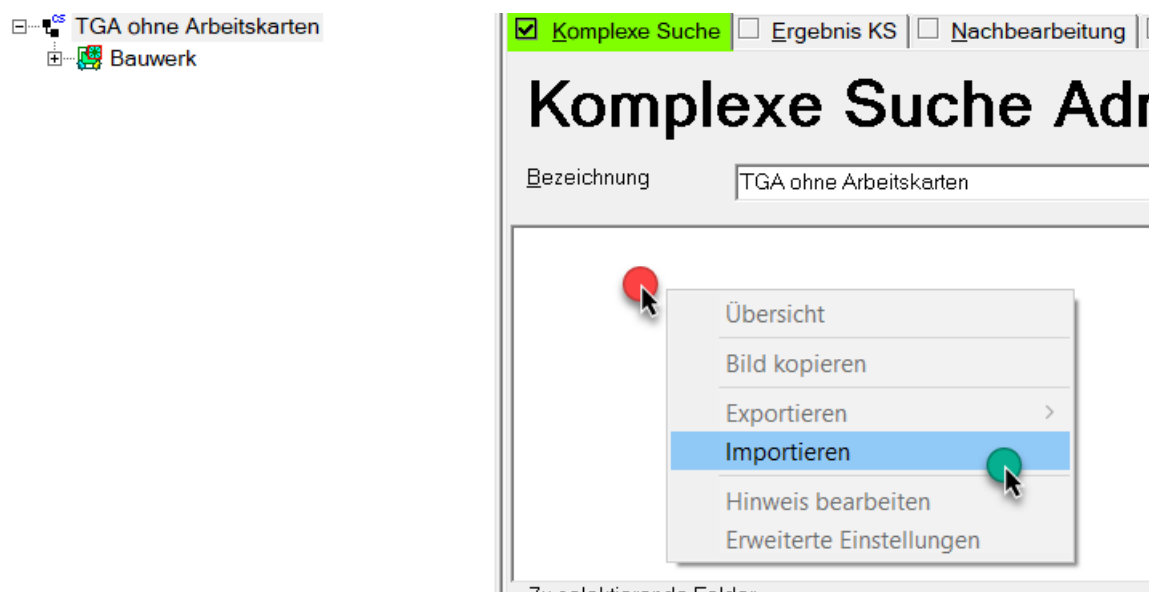 TGA ohne Arbeitskarten
Bauwerk
Komplexe Suche
Ergebnis KS
Nachbearbeitung
Komplexe Suche
Bezeichnung
TGA ohne Arbeitskarten
Übersicht
Bild kopieren
Exportieren
Importieren
Hinweis bearbeiten
Erweiterte Einstellungen